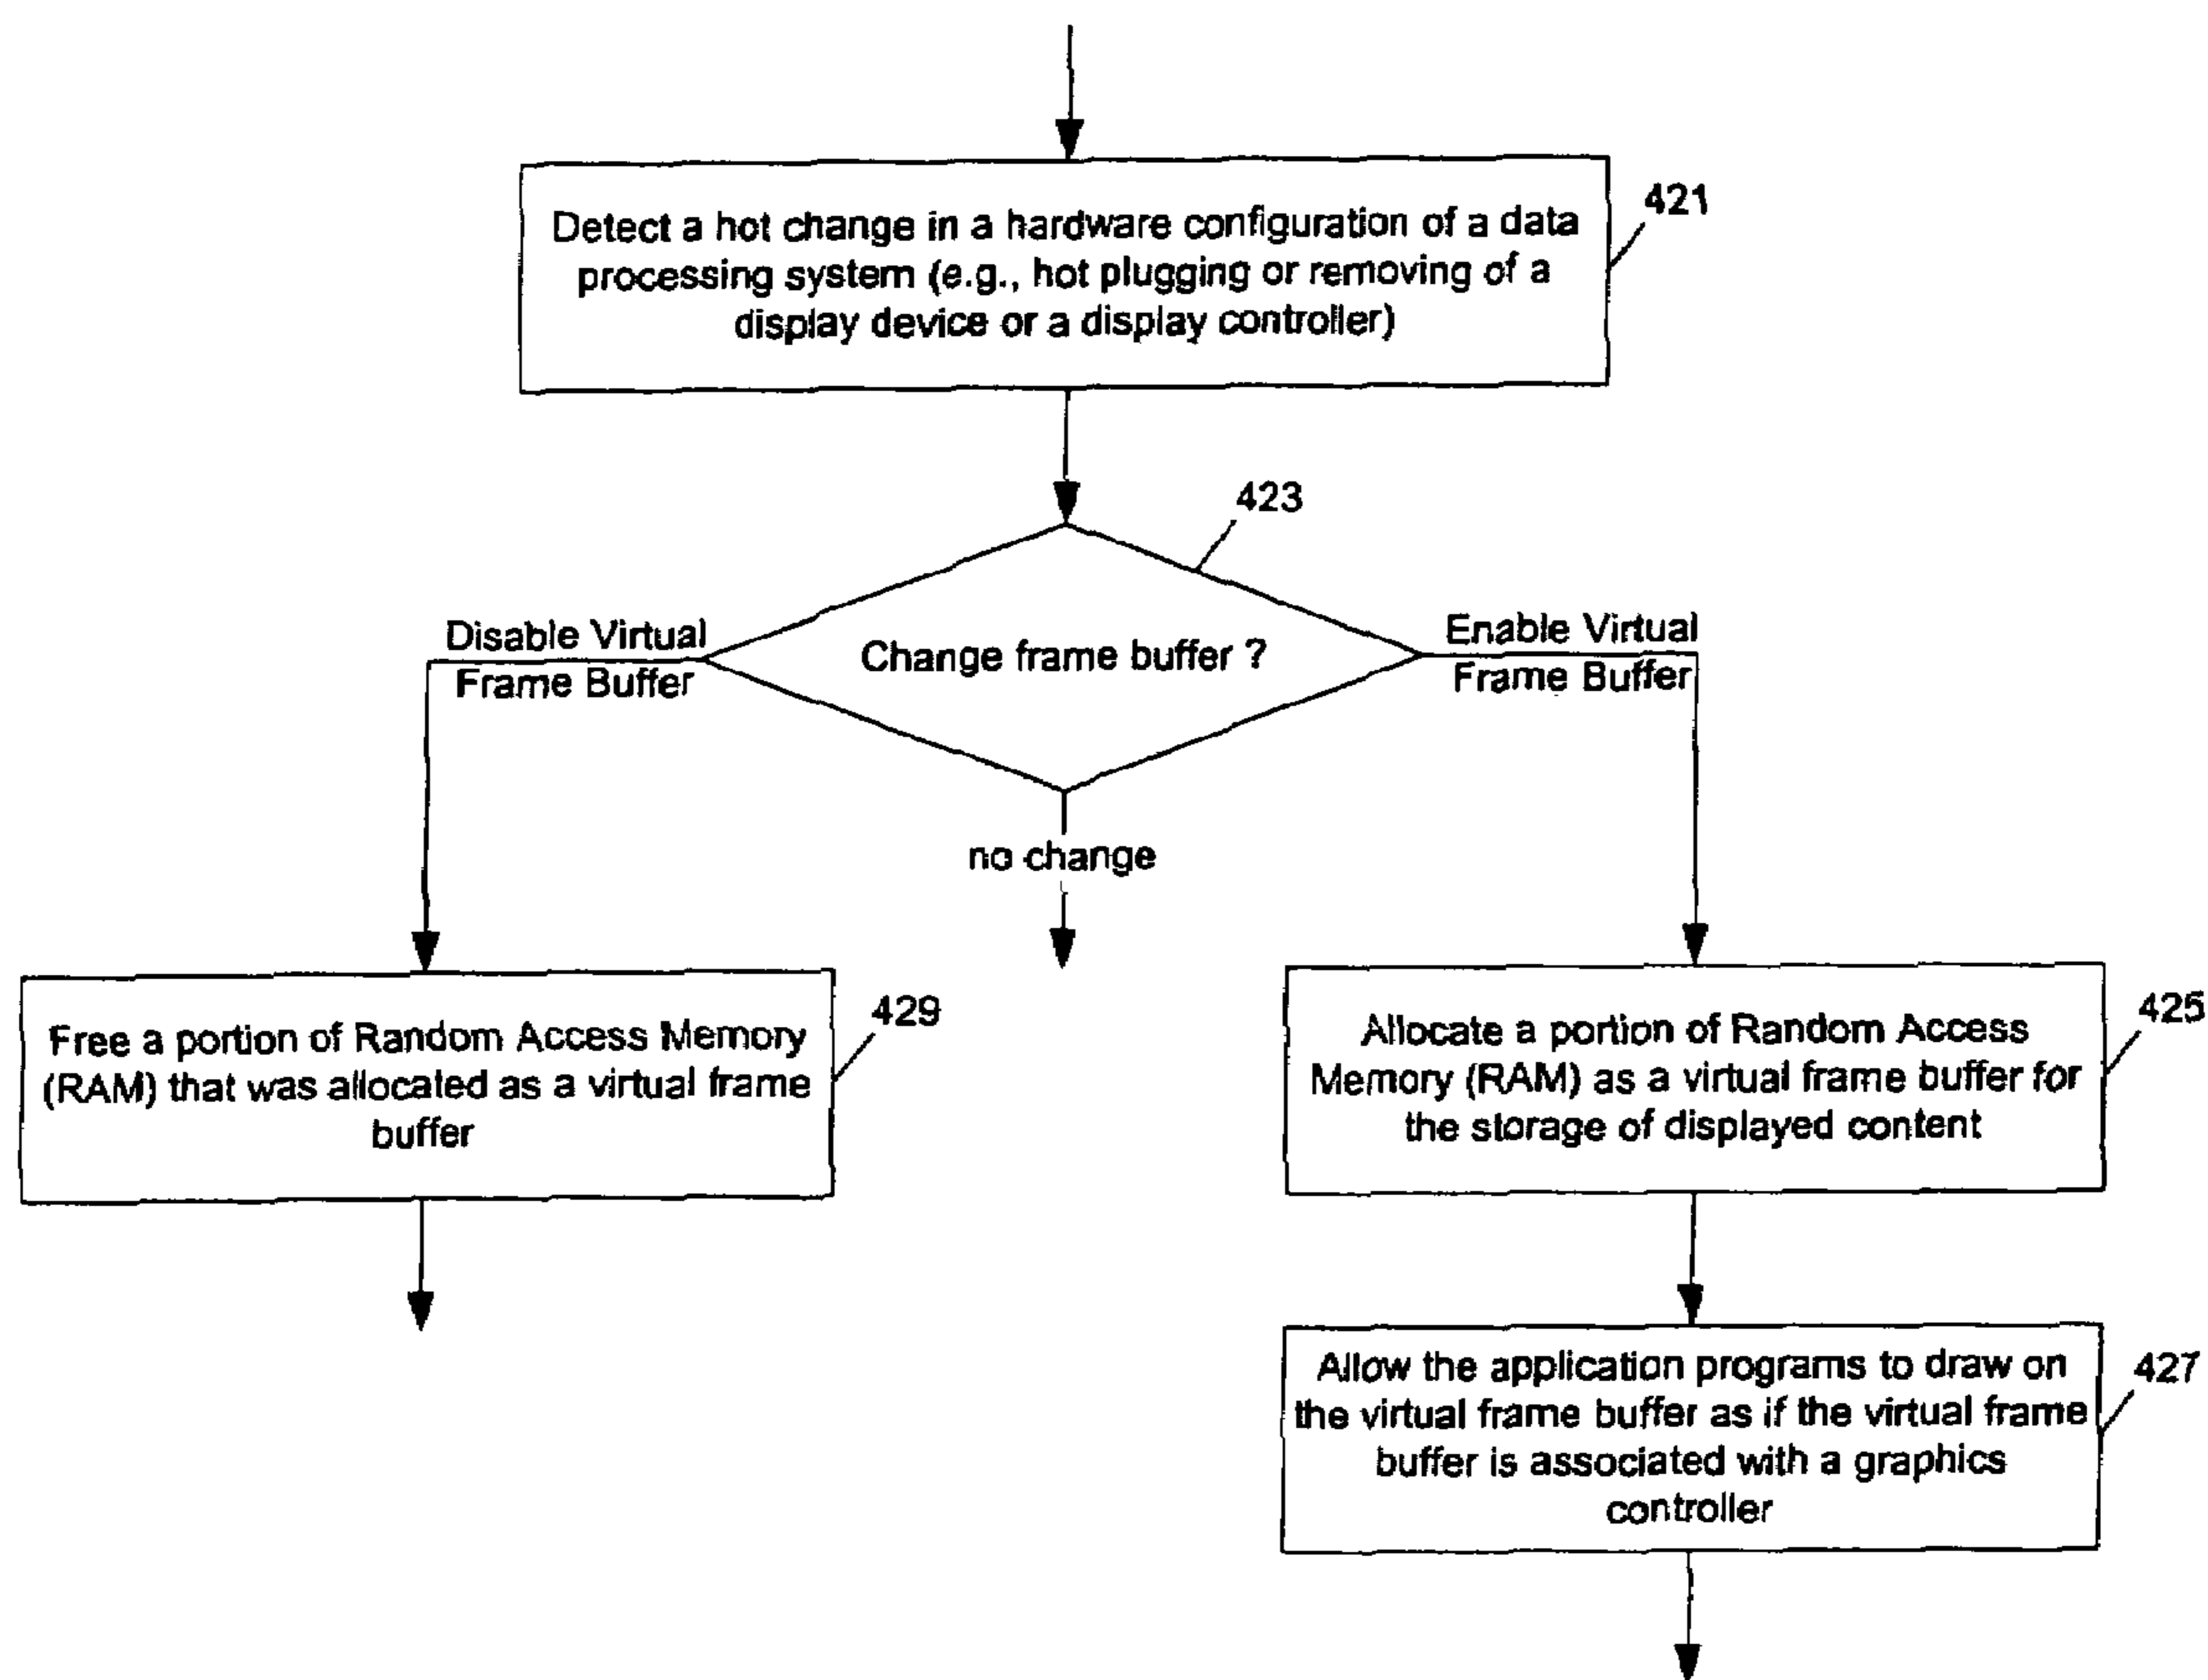 Detect a hot change in a hardware configuration of a data
processing system (e.g., hot plugging or removing of a
display device or a display controller)
421
423
Change frame buffer ?
Disable Virtual
Frame Buffer
Enable Virtual
Frame Buffer
no change
Free a portion of Random Access Memory
(RAM) that was allocated as a virtual frame
buffer
429
Allocate a portion of Random Access
Memory (RAM) as a virtual frame buffer for
the storage of displayed content
425
Allow the application programs to draw on
the virtual frame buffer as if the virtual frame
buffer is associated with a graphics
controller
427